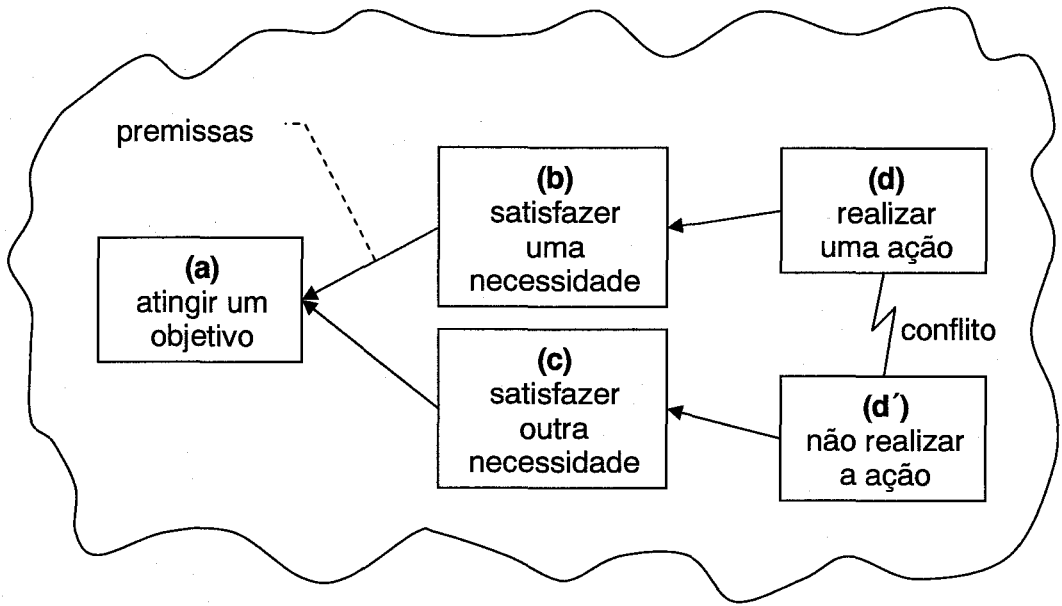 premissas
(a)
atingir um
objetivo
(b)
satisfazer
uma
necessidade
(c)
satisfazer
outra
necessidade
(d)
realizar
uma ação
conflito
(d´)
não realizar
a ação